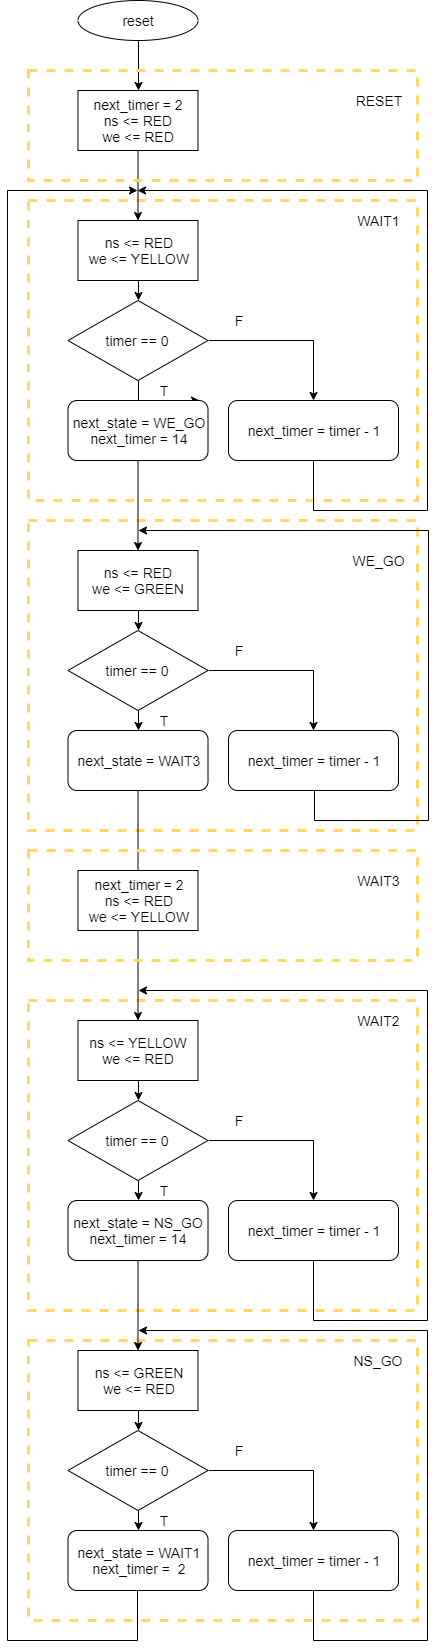 reset
RESET
next_timer = 2
ns <= RED
we <= RED
WAIT1
ns <= RED
we <= YELLOW
timer == 0
F
T
next_state = WE_GO
next_timer = 14
next_timer = timer - 1
WE_GO
ns <= RED
we <= GREEN
timer == 0
F
T
next_state = WAIT3
next_timer = timer - 1
WAIT3
next_timer = 2
ns <= RED
we <= YELLOW
WAIT2
ns <= YELLOW
we <= RED
timer == 0
F
T
next_state = NS_GO
next_timer = 14
next_timer = timer - 1
NS_GO
ns <= GREEN
we <= RED
timer == 0
F
T
next_state = WAIT1
next_timer = 2
next_timer = timer - 1